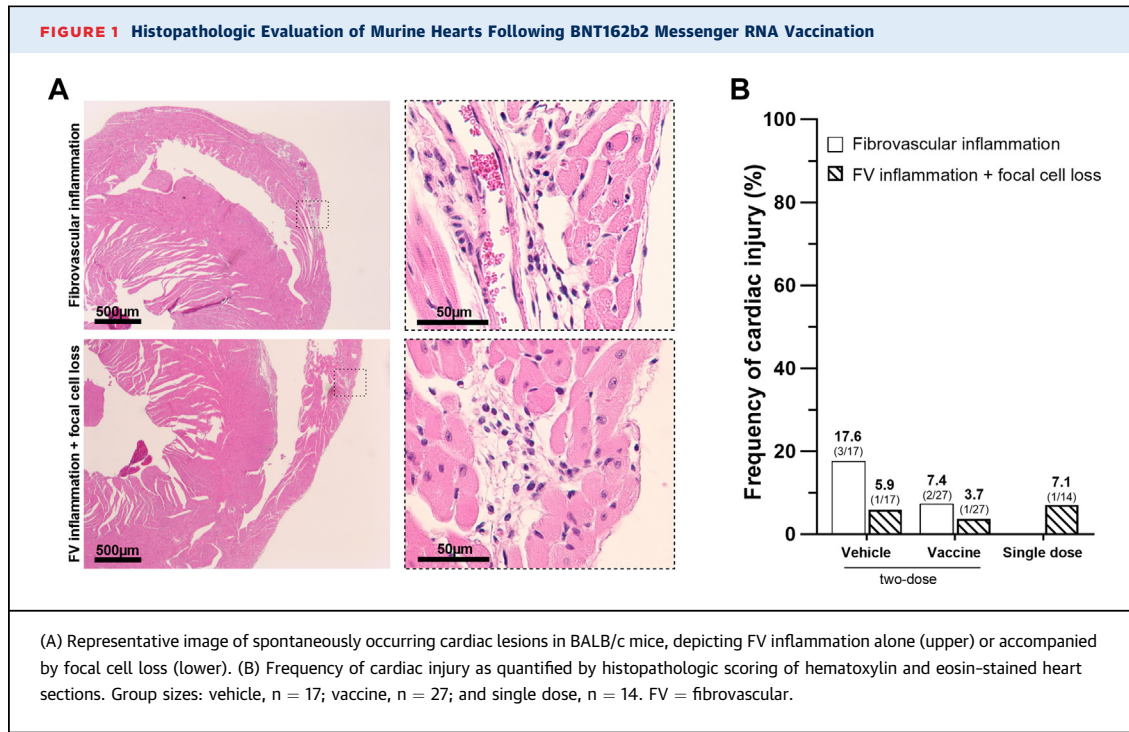 FIGURE 1 Histopathologic Evaluation of Murine Hearts Following BNT162b2 Messenger RNA Vaccination
A
Fibrovascular inflammation
500µm
50µm
FV inflammation + focal cell loss
500µm
50µm
B
Frequency of cardiac injury (%)
100
80
60
40
20
0
Fibrovascular inflammation
FV inflammation + focal cell loss
17.6
(3/17)
5.9
(1/17)
7.4
(2/27)
3.7
(1/27)
7.1
(1/14)
Vehicle Vaccine Single dose
two-dose
(A) Representative image of spontaneously occurring cardiac lesions in BALB/c mice, depicting FV inflammation alone (upper) or accompanied
by focal cell loss (lower). (B) Frequency of cardiac injury as quantified by histopathologic scoring of hematoxylin and eosin-stained heart
sections. Group sizes: vehicle, n = 17; vaccine, n = 27; and single dose, n = 14. FV = fibrovascular.